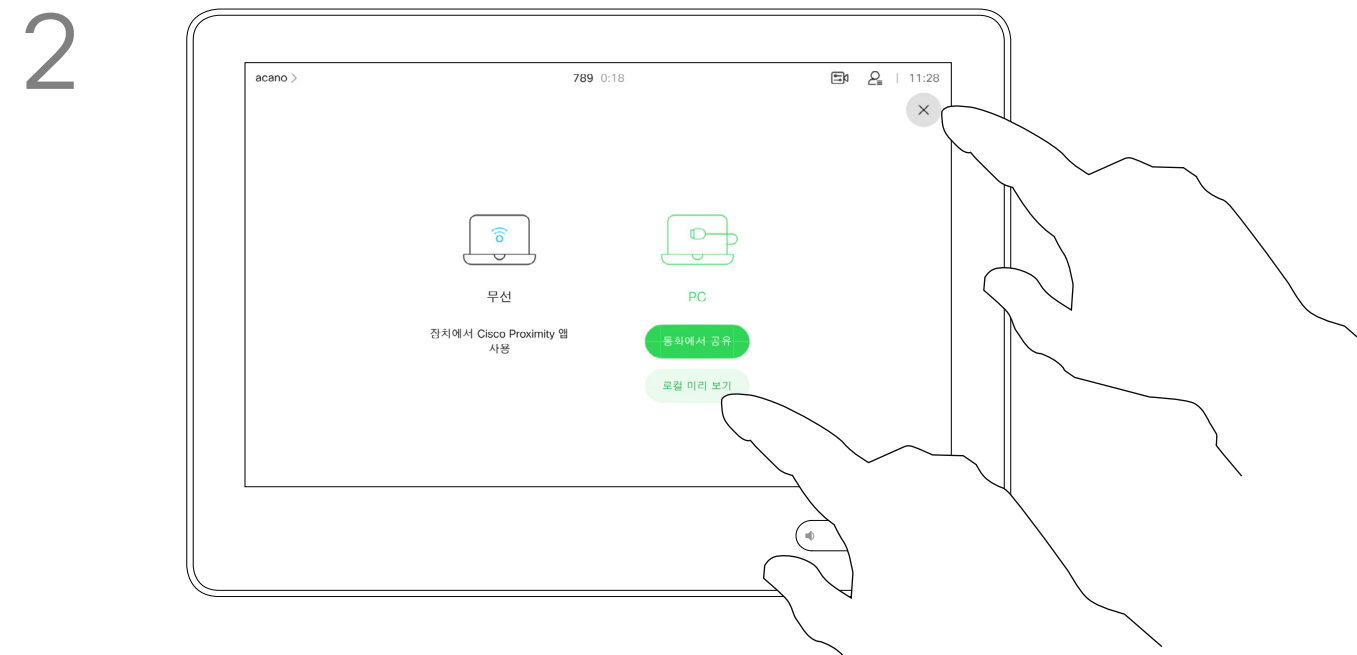 2
acano >
789 0:18
11:28
무선
PC
짐치에서 Cisco Proximity 앱
사용
통화에서 공유
로컬 미리 보기